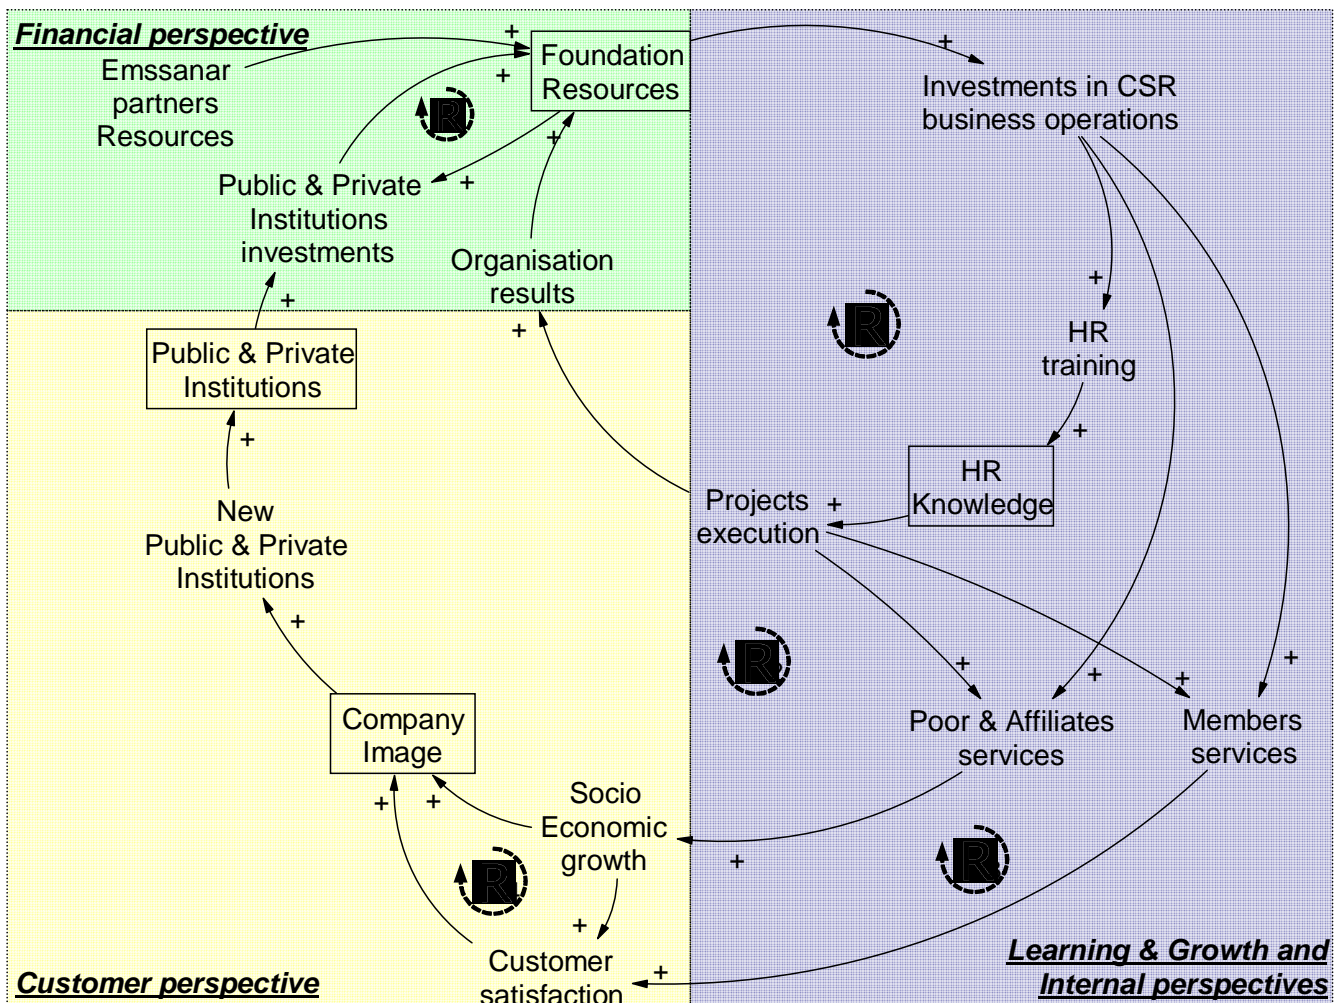 Financial perspective
Emssanar
partners
Resources
+
Foundation
Resources
+
R
+
+
+
Public & Private
Institutions
investments
Organisation
results
+
+
Investments in CSR
business operations
+
HR
training
R
+
HR
Knowledge
+
Projects
execution
Public & Private
Institutions
+
New
Public & Private
Institutions
+
R
+
+
+
+
Poor & Affiliates
services
Members
services
Company
Image
+
+
Socio
Economic
growth
+
R
R
+
Customer
satisfaction
+
Customer perspective
Learning & Growth and
Internal perspectives